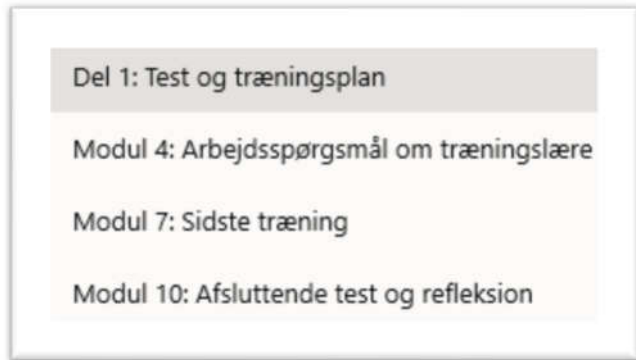 Del 1: Test og træningsplan
Modul 4: Arbejdsspørgsmål om træningslære
Modul 7: Sidste træning
Modul 10: Afsluttende test og refleksion